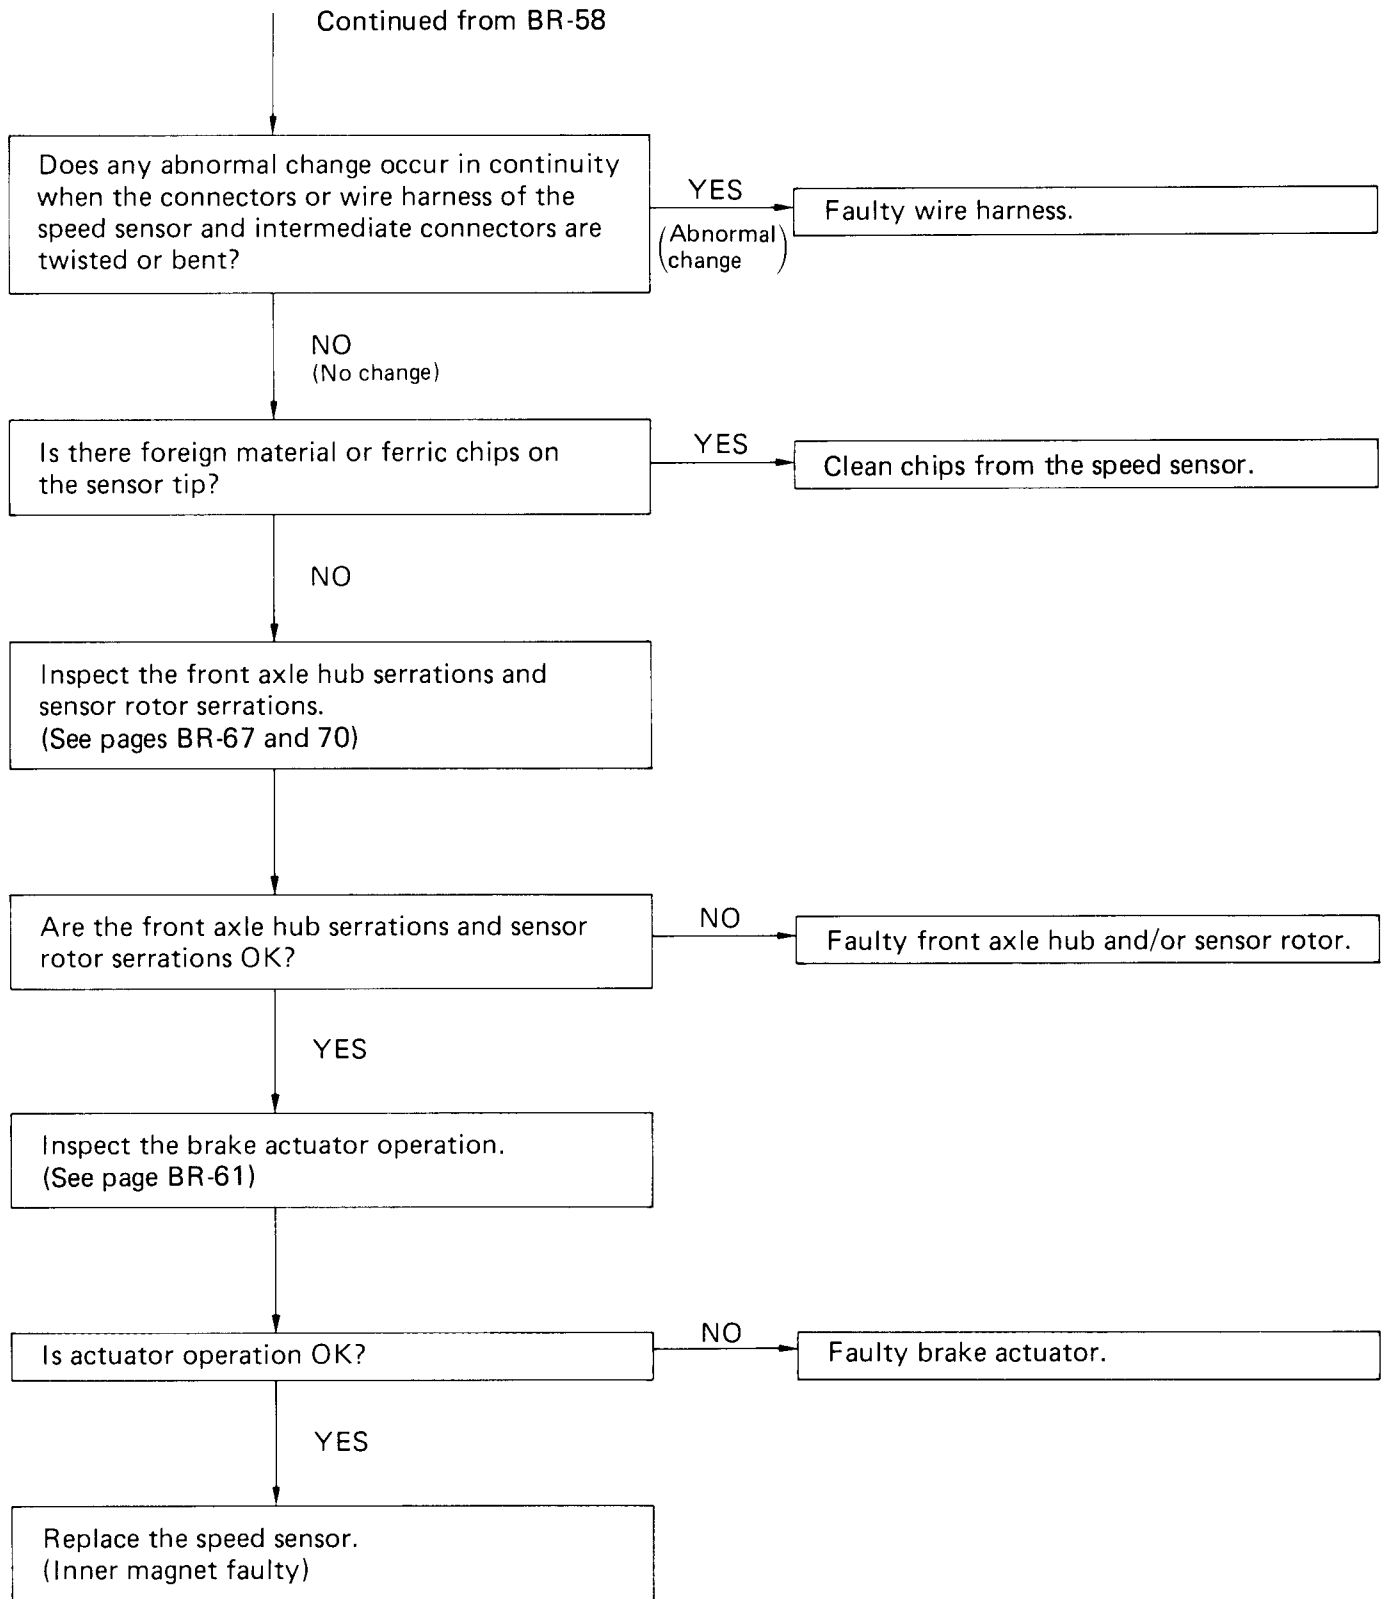 Continued from BR-58
Does any abnormal change occur in continuity
when the connectors or wire harness of the
speed sensor and intermediate connectors are
twisted or bent?
YES
(Abnormal
change)
Faulty wire harness.
NO
(No change)
Is there foreign material or ferric chips on
the sensor tip?
YES
Clean chips from the speed sensor.
NO
Inspect the front axle hub serrations and
sensor rotor serrations.
(See pages BR-67 and 70)
Are the front axle hub serrations and sensor
rotor serrations OK?
NO
Faulty front axle hub and/or sensor rotor.
YES
Inspect the brake actuator operation.
(See page BR-61)
Is actuator operation OK?
NO
Faulty brake actuator.
YES
Replace the speed sensor.
(Inner magnet faulty)